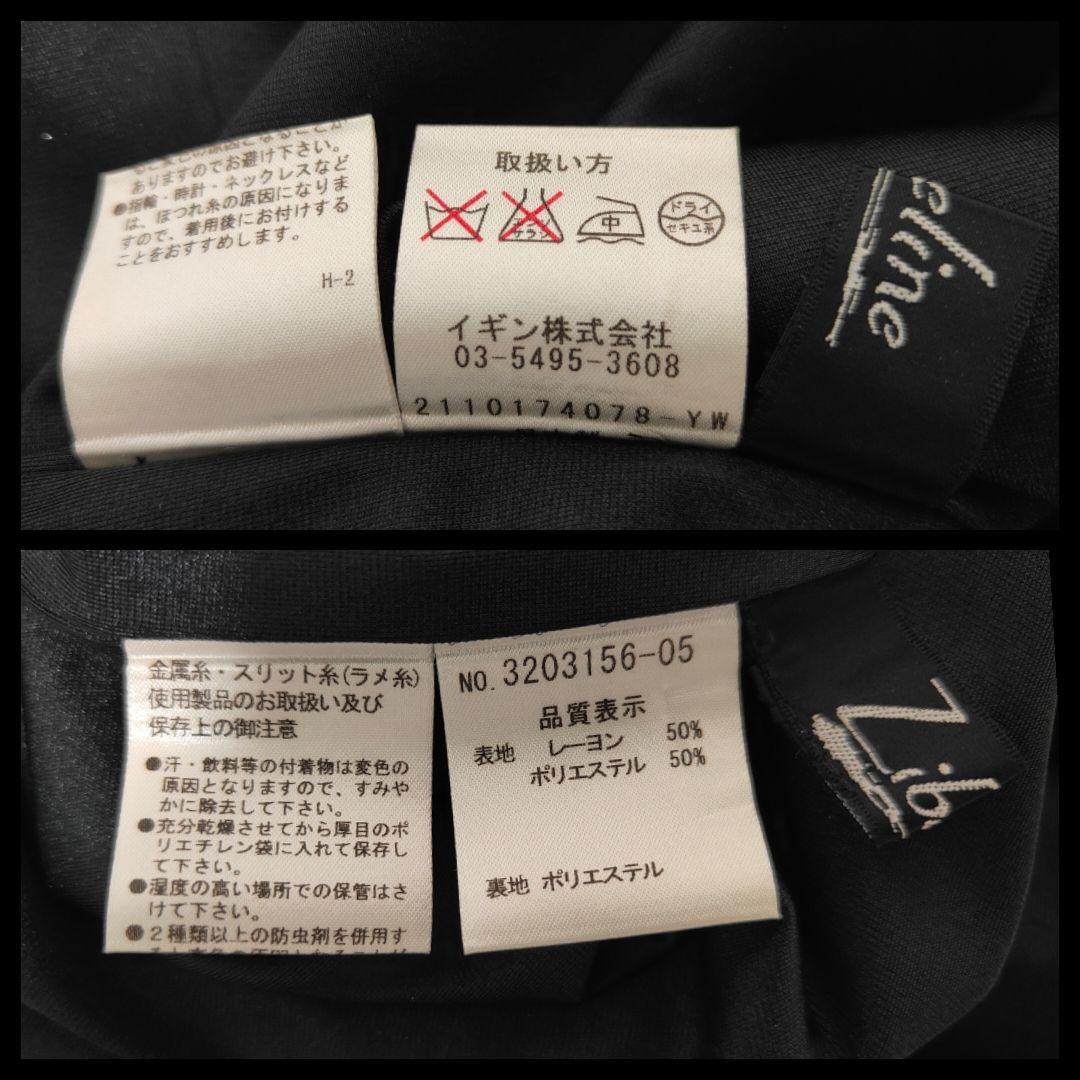 ありますのでお避け下さい。
●指輪・時計・ネックレスなど
は、ほつれ糸の原因になりま
すので、着用後にお付けする
ことをおすすめします。
H-2
取扱い方
サラシ
中
ドライ
セキユ系
イギン株式会社
03-5495-3608
2110174078-YW
eline
金属糸・スリット糸(ラメ糸)
使用製品のお取扱い及び
保存上の御注意
●汗・飲料等の付着物は変色の
原因となりますので、すみや
かに除去して下さい。
●充分乾燥させてから厚目のポ
リエチレン袋に入れて保存し
て下さい。
●湿度の高い場所での保管はさ
けて下さい。
●2種類以上の防虫剤を併用す
NO. 3203156-05
品質表示
表地 レーヨン 50%
ポリエステル 50%
裏地 ポリエステル
Zib